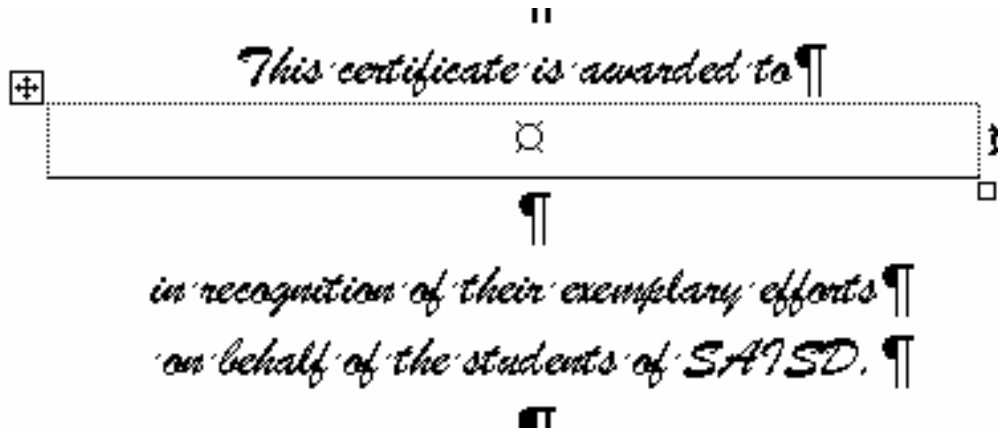 This certificate is awarded to¶
¤
¶
in recognition of their exemplary efforts¶
on behalf of the students of SAISD. ¶
¶